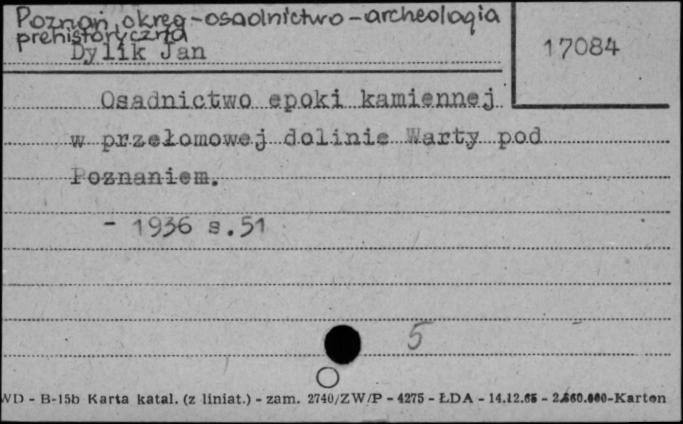 Poznań, okręg-osadnictwo-archeologia
prehistoryczna
Dylik Jan
17084
Osadnictwo epoki kamiennej
w przełomowej dolinie Warty pod
Poznaniem.
- 1936 s.51
5
WD - B-15b Karta katal. (z liniat.) - zam. 2740/ZW/P - 4275 - ŁDA - 14.12.65 - 2.660.000-Karton